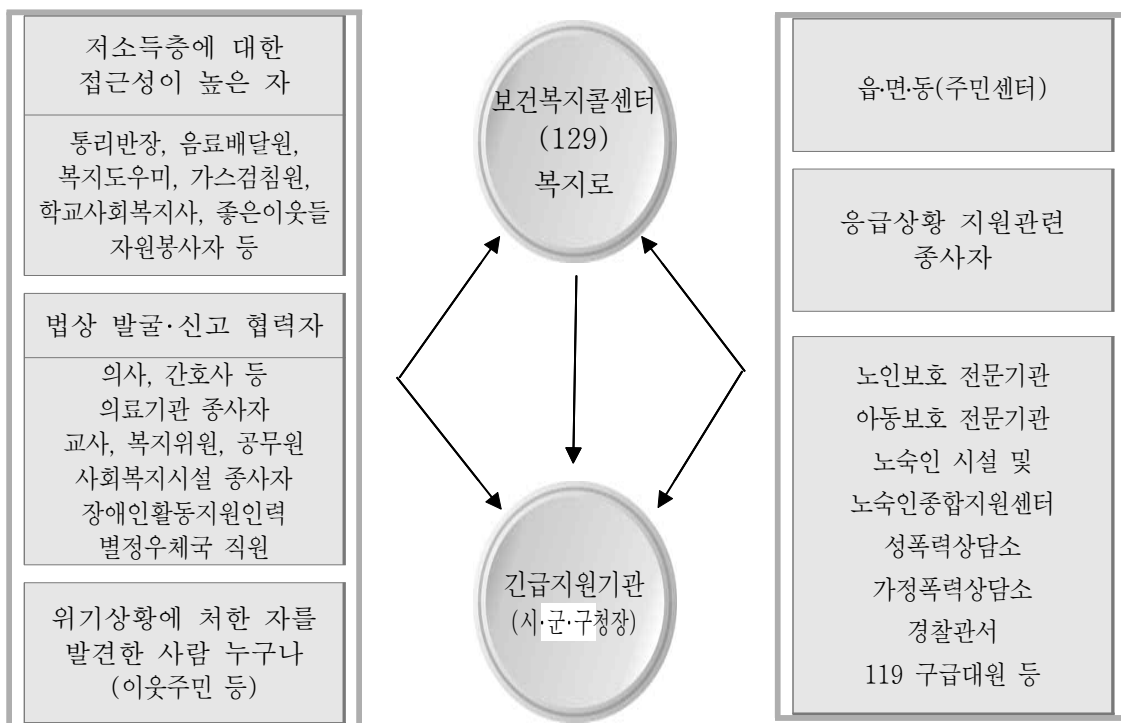 저소득층에 대한
접근성이 높은 자
통리반장, 음료배달원,
복지도우미, 가스검침원,
학교사회복지사, 좋은이웃들
자원봉사자 등
법상 발굴·신고 협력자
의사, 간호사 등
의료기관 종사자
교사, 복지위원, 공무원
사회복지시설 종사자
장애인활동지원인력
별정우체국 직원
위기상황에 처한 자를
발견한 사람 누구나
(이웃주민 등)
보건복지콜센터
(129)
복지로
긴급지원기관
(시·군·구청장)
읍·면·동(주민센터)
응급상황 지원관련
종사자
노인보호 전문기관
아동보호 전문기관
노숙인 시설 및
노숙인종합지원센터
성폭력상담소
가정폭력상담소
경찰관서
119 구급대원 등